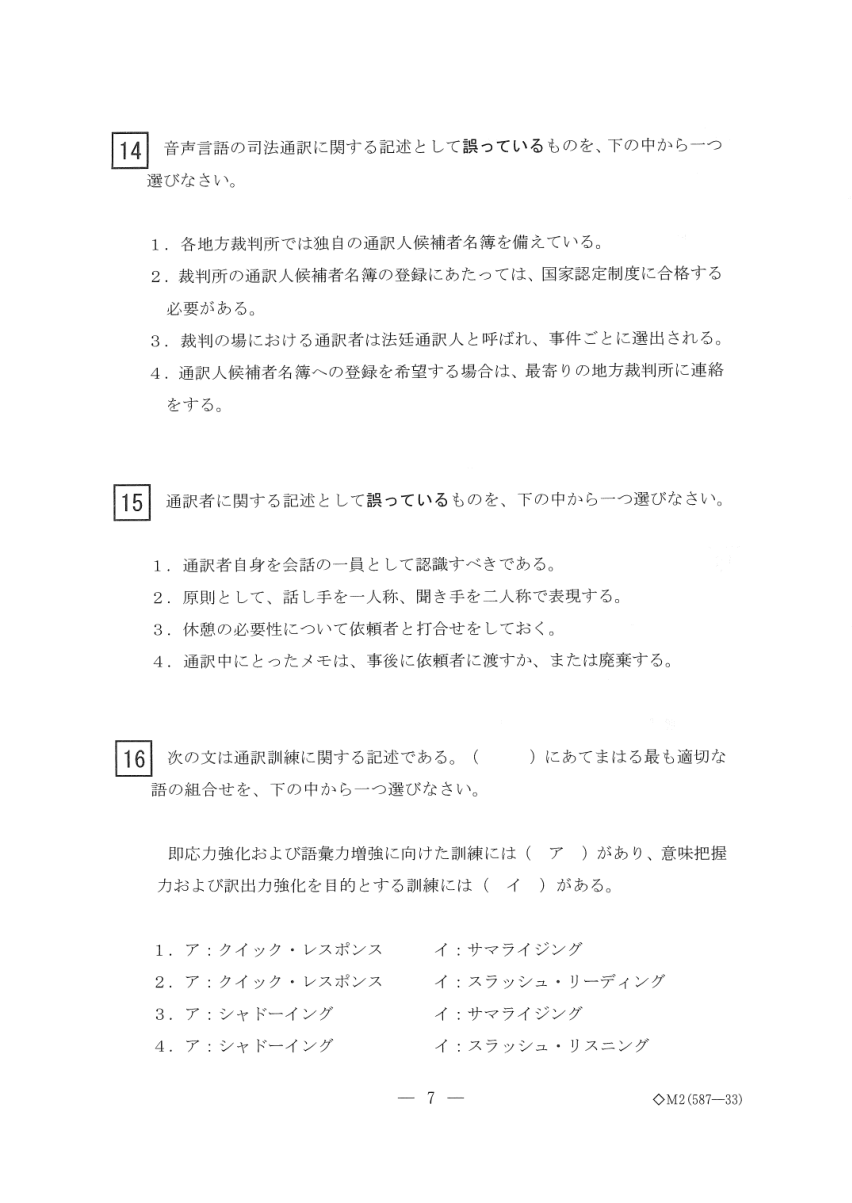 14 音声言語の司法通訳に関する記述として誤っているものを、下の中から一つ
選びなさい。
1．各地方裁判所では独自の通訳人候補者名簿を備えている。
2．裁判所の通訳人候補者名簿の登録にあたっては、国家認定制度に合格する
必要がある。
3．裁判の場における通訳者は法廷通訳人と呼ばれ、事件ごとに選出される。
4．通訳人候補者名簿への登録を希望する場合は、最寄りの地方裁判所に連絡
をする。
15 通訳者に関する記述として誤っているものを、下の中から一つ選びなさい。
1．通訳者自身を会話の一員として認識すべきである。
2．原則として、話し手を一人称、聞き手を二人称で表現する。
3．休憩の必要性について依頼者と打合せをしておく。
4．通訳中にとったメモは、事後に依頼者に渡すか、または廃棄する。
16 次の文は通訳訓練に関する記述である。（　　　）にあてまはる最も適切な
語の組合せを、下の中から一つ選びなさい。
即応力強化および語彙力増強に向けた訓練には（　ア　）があり、意味把握
力および訳出力強化を目的とする訓練には（　イ　）がある。
1．ア：クイック・レスポンス　　　イ：サマライジング
2．ア：クイック・レスポンス　　　イ：スラッシュ・リーディング
3．ア：シャドーイング　　　イ：サマライジング
4．ア：シャドーイング　　　イ：スラッシュ・リスニング
― 7 ―　　　◇M2(587―33)